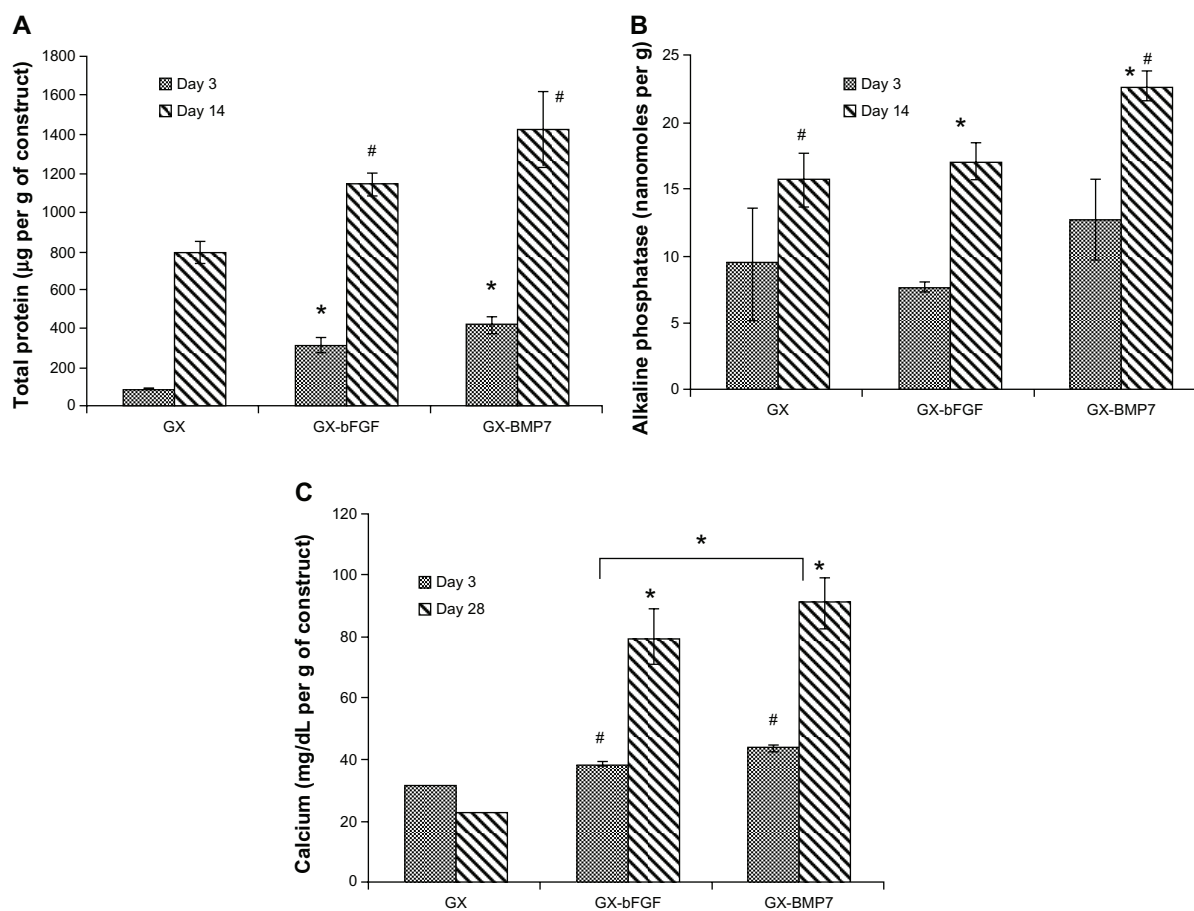 A
Total protein (µg per g of construct)
1800
1600
1400
1200
1000
800
600
400
200
0
Day 3
Day 14
*
#
*
#
GX
GX-bFGF
GX-BMP7
B
Alkaline phosphatase (nanomoles per g)
25
20
15
10
5
0
Day 3
Day 14
#
*
* #
GX
GX-bFGF
GX-BMP7
C
Calcium (mg/dL per g of construct)
120
100
80
60
40
20
0
Day 3
Day 28
*
#
*
#
*
GX
GX-bFGF
GX-BMP7